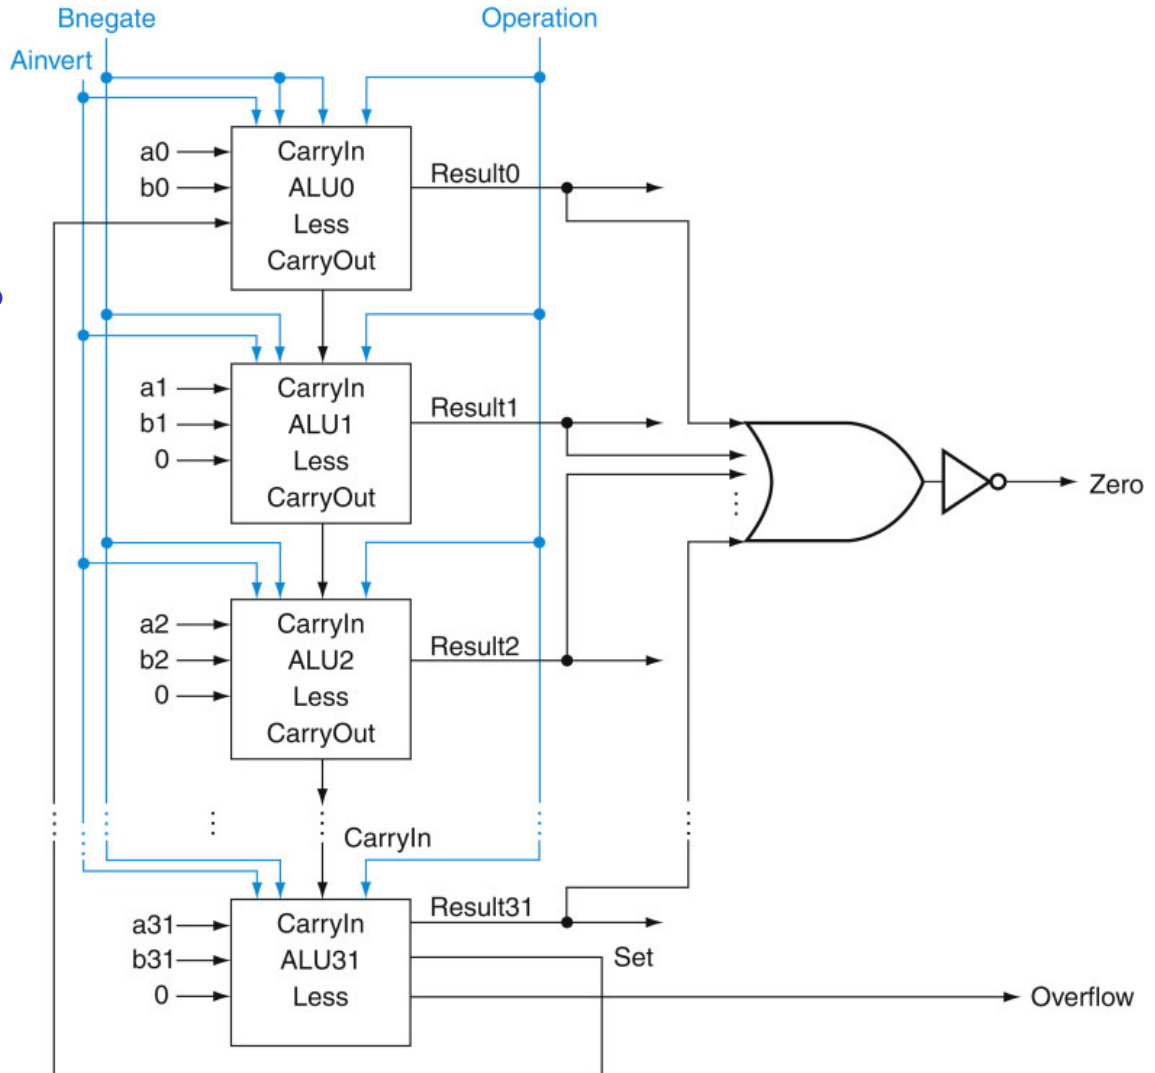 Bnegate
Operation
Ainvert
a0
b0
CarryIn
ALU0
Less
CarryOut
Result0
a1
b1
0
CarryIn
ALU1
Less
CarryOut
Result1
a2
b2
0
CarryIn
ALU2
Less
CarryOut
Result2
Zero
CarryIn
a31
b31
0
CarryIn
ALU31
Less
Result31
Set
Overflow